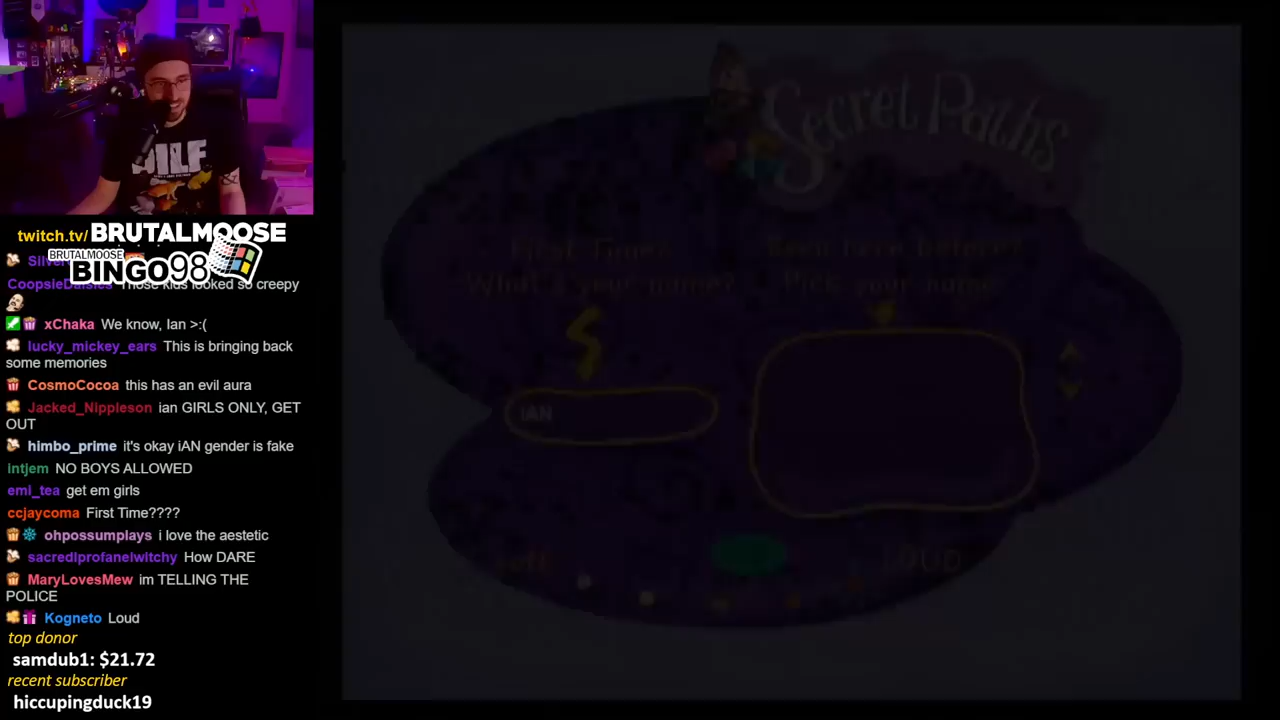 MILF
&
twitch.tv/BRUTALMOOSE
BRUTALMOOSE
BINGO98
CoopsieDaisies Those kids looked so creepy
xChaka We know, Ian >:(
lucky_mickey_ears This is bringing back
some memories
CosmoCocoa this has an evil aura
Jacked_Nippleson ian GIRLS ONLY, GET
OUT
himbo_prime it's okay iAN gender is fake
intjem NO BOYS ALLOWED
emi_tea get em girls
ccjaycoma First Time????
ohpossumplays i love the aestetic
sacredlprofanelwitchy How DARE
MaryLovesMew im TELLING THE
POLICE
Kogneto Loud
top donor
samdub1: $21.72
recent subscriber
hiccupingduck19
Secret Paths
First Time?
What's your name?
Been here before?
Pick your name.
iAN
soft
LOUD